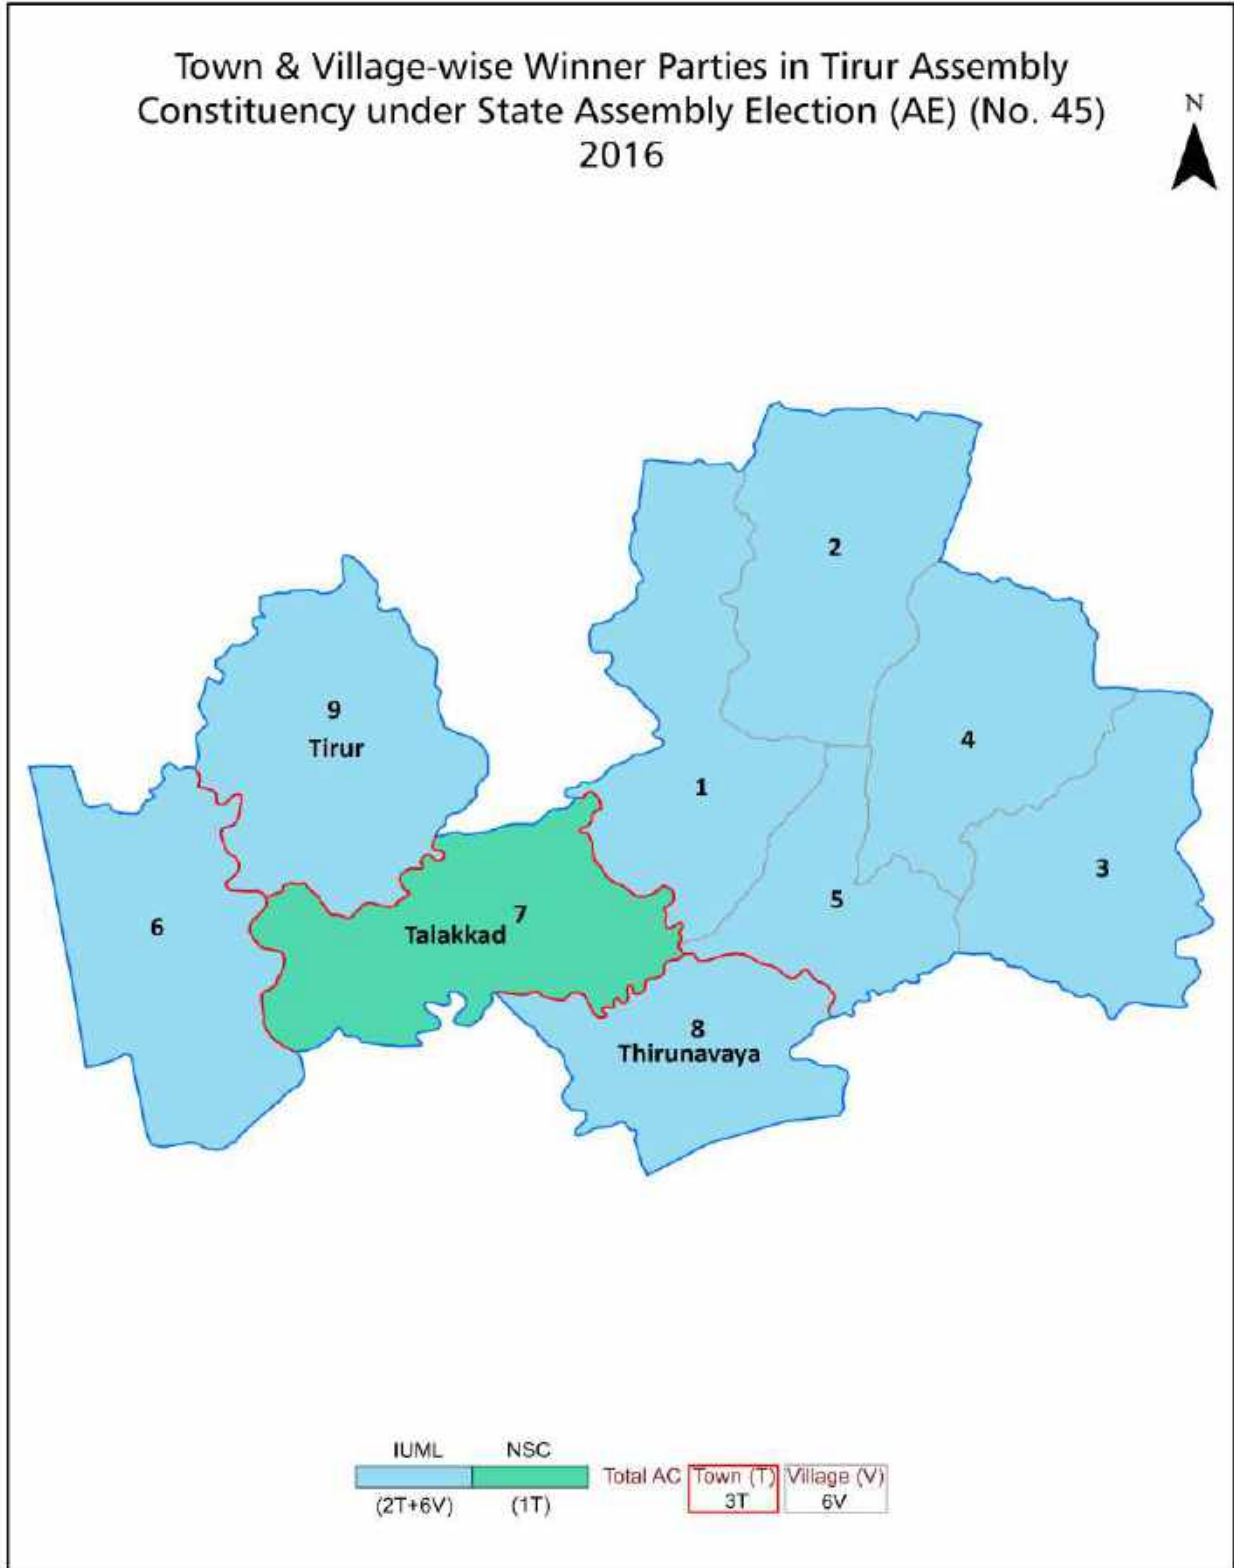 Town & Village-wise Winner Parties in Tirur Assembly
Constituency under State Assembly Election (AE) (No. 45)
2016
N
2
9
Tirur
4
1
3
5
6
7
Talakkad
8
Thirunavaya
IUML NSC
Total AC Town (T) Village (V)
(2T+6V) (1T) 3T 6V